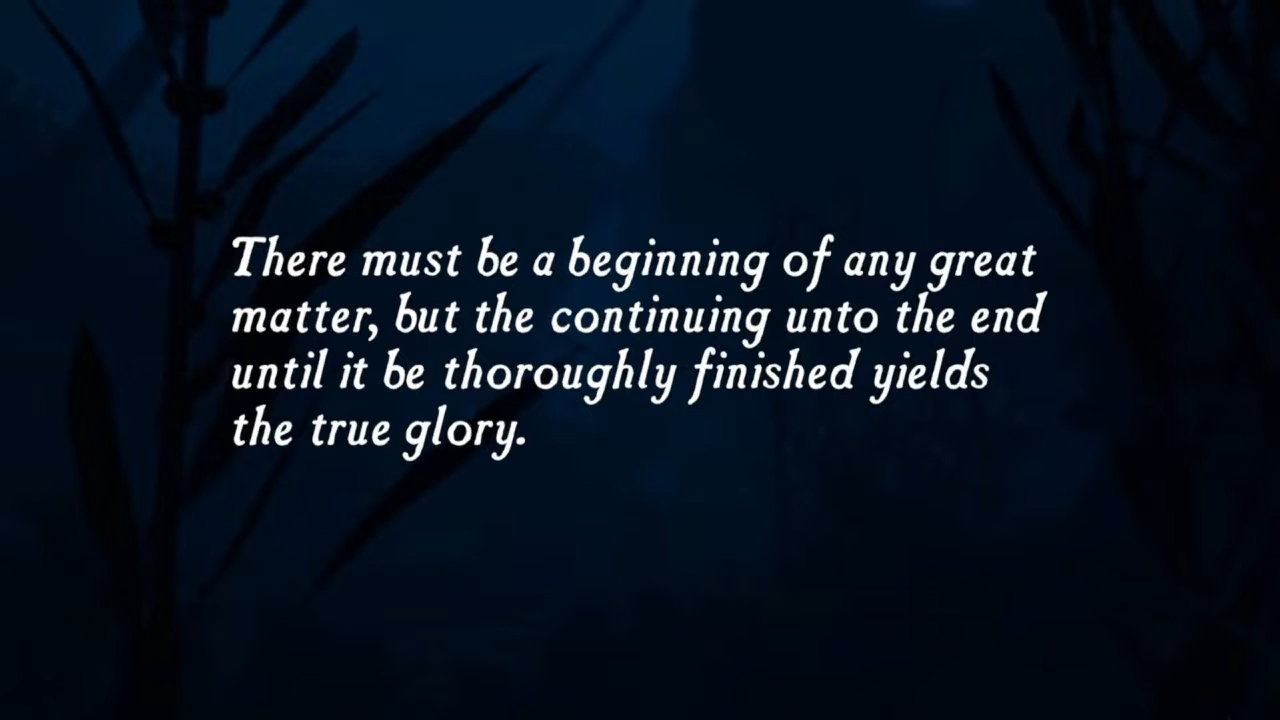 There must be a beginning of any great
matter, but the continuing unto the end
until it be thoroughly finished yields
the true glory.